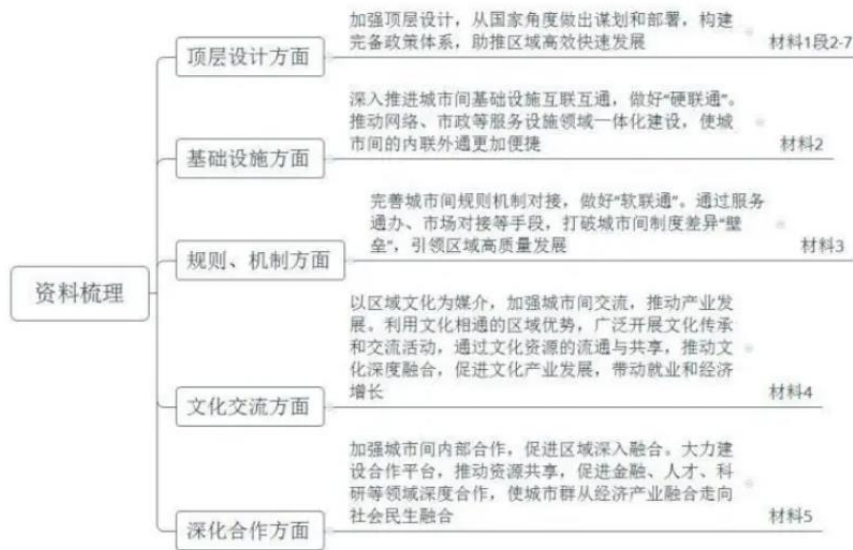 加强顶层设计，从国家角度做出谋划和部署，构建
完备政策体系，助推区域高效快速发展
材料1段2-7
顶层设计方面
深入推进城市间基础设施互联互通，做好“硬联通”。
推动网络、市政等服务设施领域一体化建设，使城
市间的内联外通更加便捷
材料2
基础设施方面
完善城市间规则机制对接，做好“软联通”。通过服务
通办、市场对接等手段，打破城市间制度差异“壁
垒”，引领区域高质量发展
材料3
规则、机制方面
资料梳理
以区域文化为媒介，加强城市间交流，推动产业发
展。利用文化相通的区域优势，广泛开展文化传承
和交流活动，通过文化资源的流通与共享，推动文
化深度融合，促进文化产业发展，带动就业和经济
增长
材料4
文化交流方面
加强城市间内部合作，促进区域深入融合。大力建
设合作平台，推动资源共享，促进金融、人才、科
研等领域深度合作，使城市群从经济产业融合走向
社会民生融合
材料5
深化合作方面